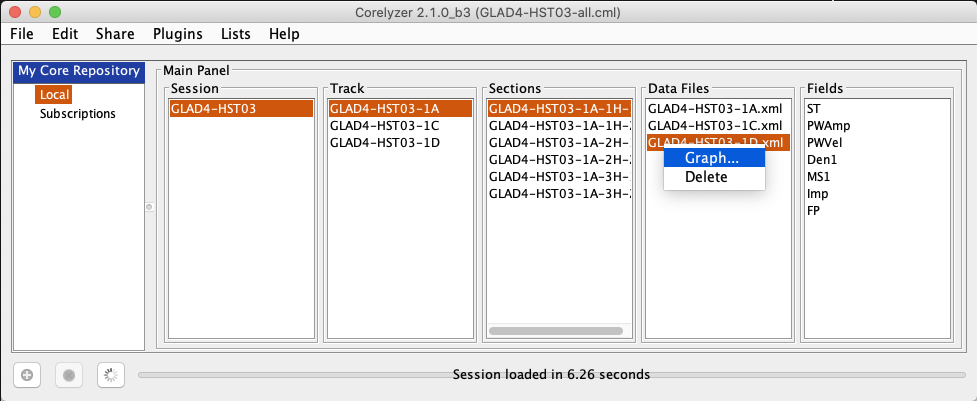 Corelyzer 2.1.0_b3 (GLAD4-HST03-all.cml)
File Edit Share Plugins Lists Help
My Core Repository
Local
Subscriptions
Main Panel
Session
GLAD4-HST03
Track
GLAD4-HST03-1A
GLAD4-HST03-1C
GLAD4-HST03-1D
Sections
GLAD4-HST03-1A-1H-
GLAD4-HST03-1A-1H-
GLAD4-HST03-1A-2H-
GLAD4-HST03-1A-2H-
GLAD4-HST03-1A-3H-
GLAD4-HST03-1A-3H-
Data Files
GLAD4-HST03-1A.xml
GLAD4-HST03-1C.xml
GLAD4-HST03-1D.xml
Graph...
Delete
Fields
ST
PWAmp
PWVel
Den1
MS1
Imp
FP
Session loaded in 6.26 seconds